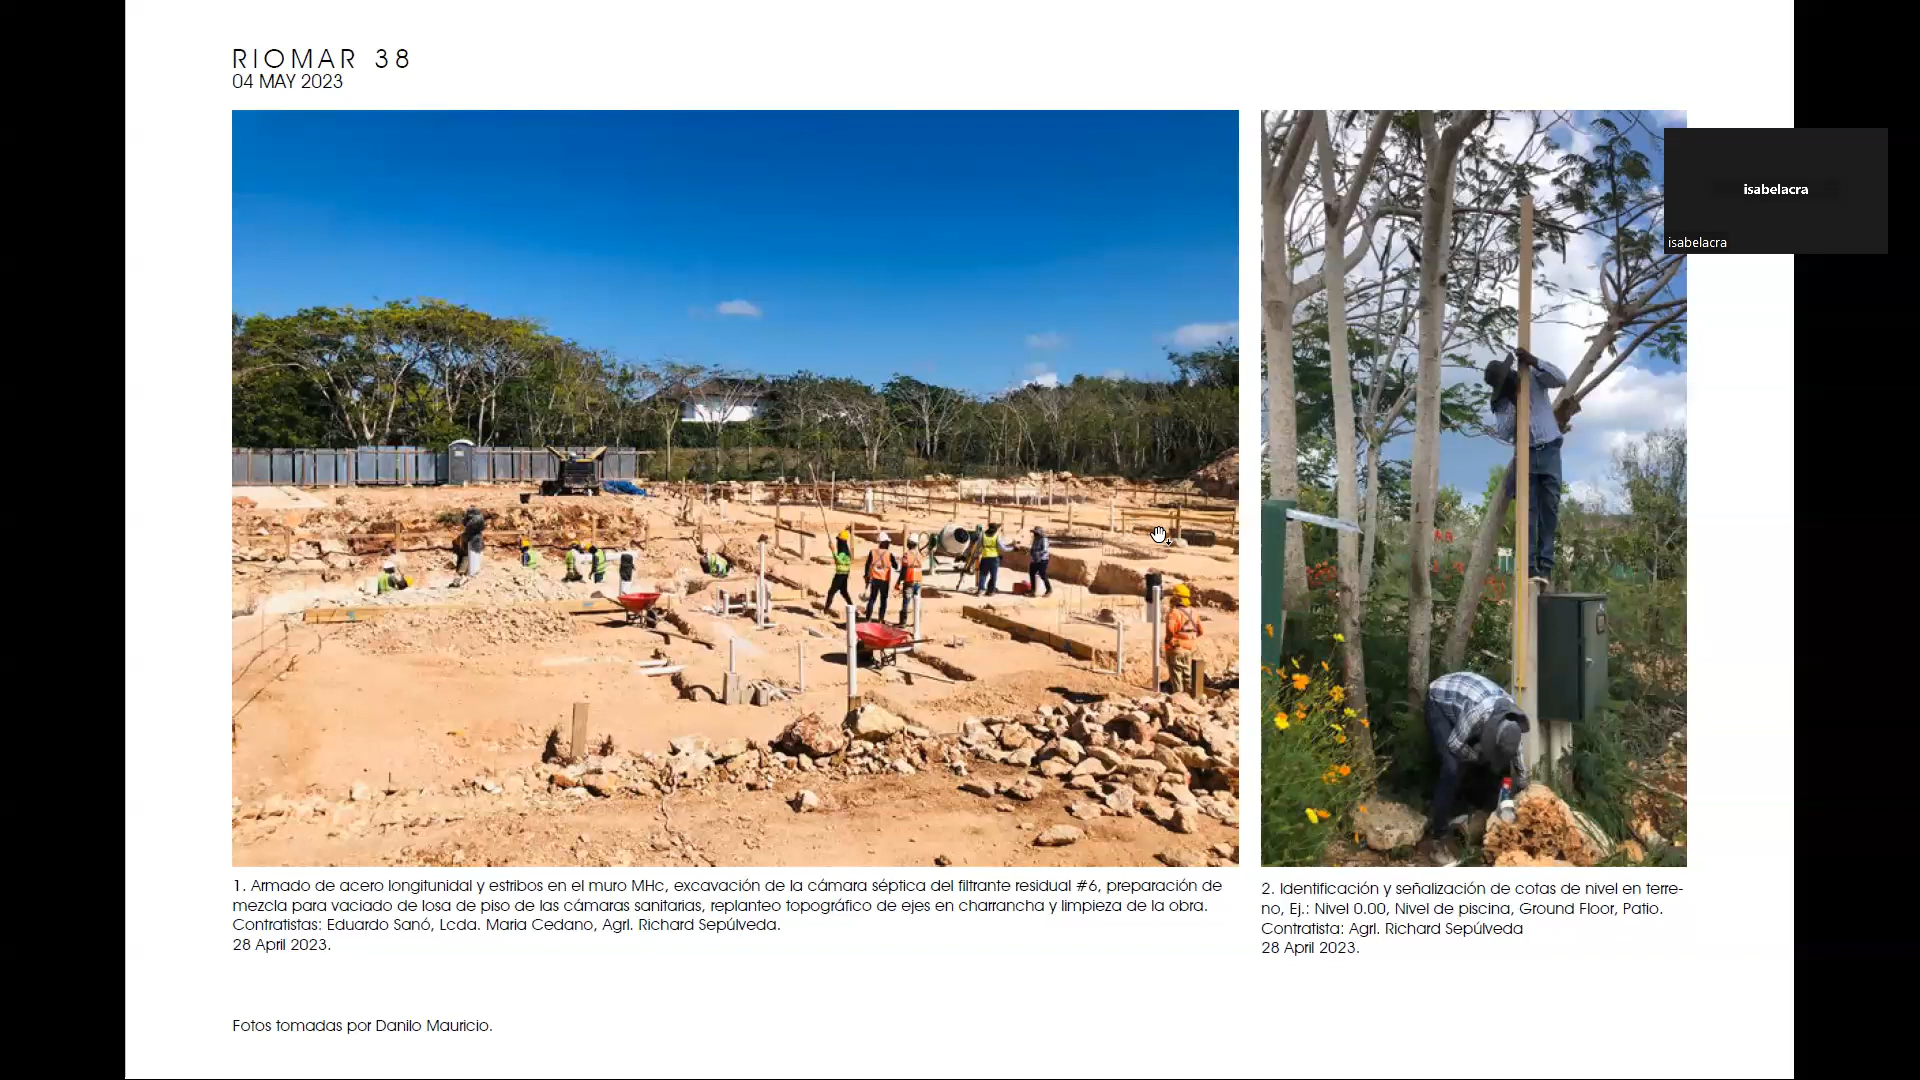 RIOMAR 38
04 MAY 2023
isabelacra
isabelacra
1. Armado de acero longitunidal y estribos en el muro MHc, excavación de la cámara séptica del filtrante residual #6, preparación de
mezcla para vaciado de losa de piso de las cámaras sanitarias, replanteo topográfico de ejes en charrancha y limpieza de la obra.
Contratistas: Eduardo Sanó, Lcda. Maria Cedano, Agrl. Richard Sepúlveda.
28 April 2023.
2. Identificación y señalización de cotas de nivel en terre-
no, Ej.: Nivel 0.00, Nivel de piscina, Ground Floor, Patio.
Contratista: Agrl. Richard Sepúlveda
28 April 2023.
Fotos tomadas por Danilo Mauricio.